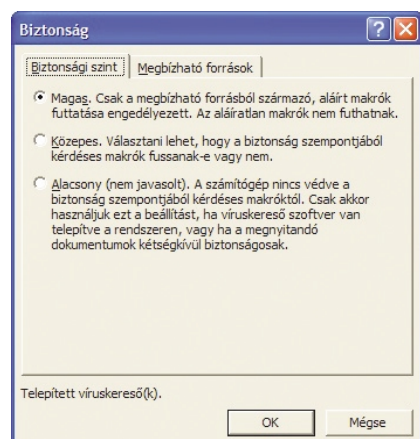 Biztonság
Biztonsági szint
Megbízható források
Magas. Csak a megbízható forrásból származó, aláírt makrók
futtatása engedélyezett. Az aláíratlan makrók nem futhatnak.
Közepes. Választani lehet, hogy a biztonság szempontjából
kérdéses makrók fussanak-e vagy nem.
Alacsony (nem javasolt). A számítógép nincs védve a
biztonság szempontjából kérdéses makróktól. Csak akkor
használjuk ezt a beállítást, ha víruskereső szoftver van
telepítve a rendszeren, vagy ha a megnyitandó
dokumentumok kétségkívül biztonságosak.
Telepített víruskereső(k).
OK
Mégse